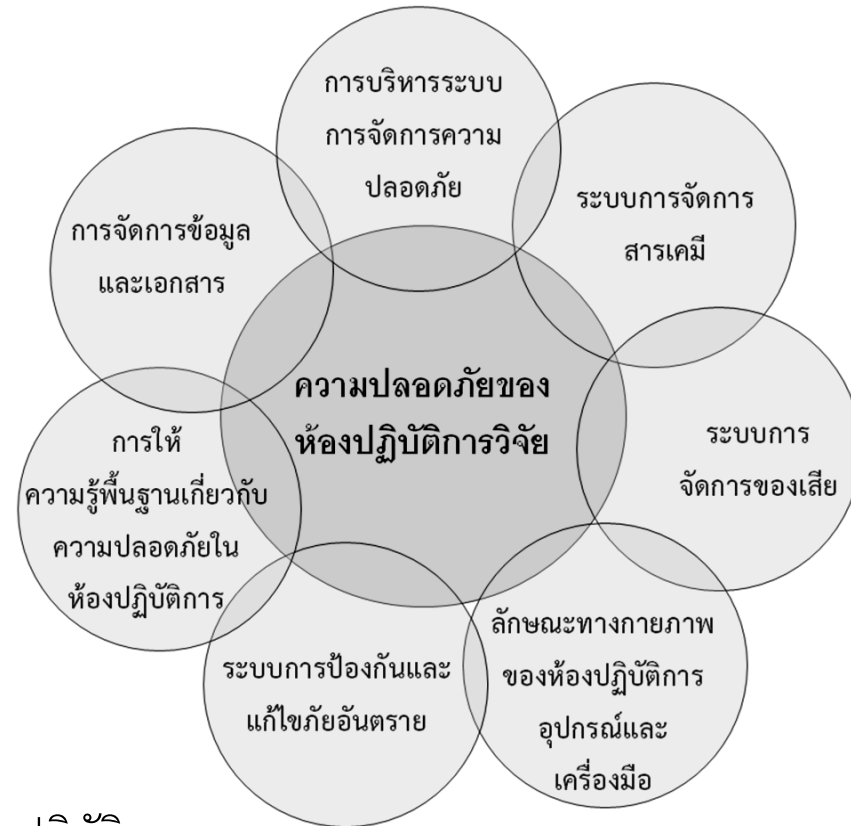 การบริหารระบบ
การจัดการความ
ปลอดภัย
ระบบการจัดการ
สารเคมี
ระบบการ
จัดการของเสีย
ลักษณะทางกายภาพ
ของห้องปฏิบัติการ
อุปกรณ์และ
เครื่องมือ
ระบบการป้องกันและ
แก้ไขภัยอันตราย
การให้
ความรู้พื้นฐานเกี่ยวกับ
ความปลอดภัยใน
ห้องปฏิบัติการ
การจัดการข้อมูล
และเอกสาร
ความปลอดภัยของ
ห้องปฏิบัติการวิจัย